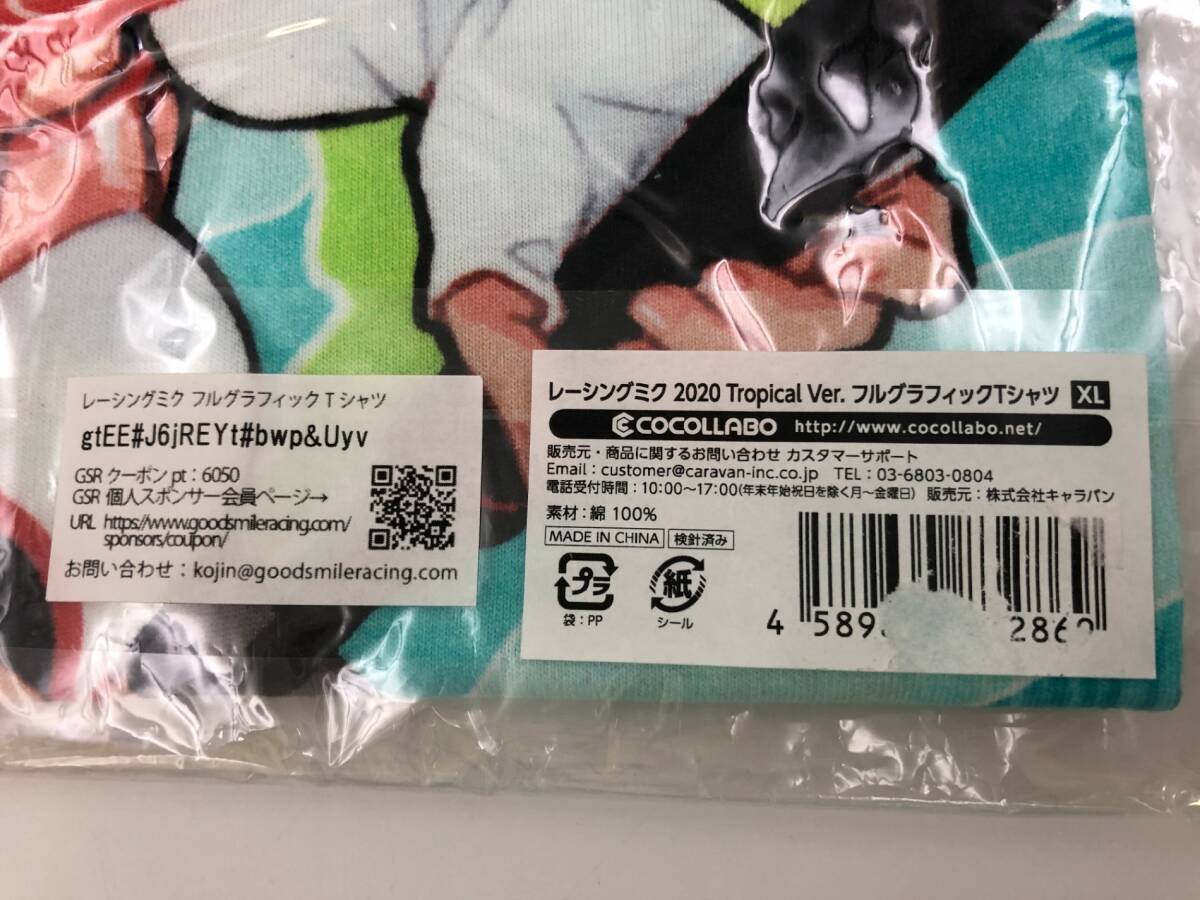 レーシングミク フルグラフィックTシャツ
gtEE#J6jREYt#bwp&Uyv
GSR クーポン pt：6050
GSR 個人スポンサー会員ページ→
URL https://www.goodsmileracing.com/
sponsors/coupon/
お問い合わせ：kojin@goodsmileracing.com
レーシングミク 2020 Tropical Ver. フルグラフィックTシャツ XL
COCOLLABO http://www.cocollabo.net/
販売元・商品に関するお問い合わせ カスタマーサポート
Email：customer@caravan-inc.co.jp TEL：03-6803-0804
電話受付時間：10:00〜17:00(年末年始祝日を除く月〜金曜日) 販売元：株式会社キャラバン
素材：綿 100%
MADE IN CHINA 検針済み
プラ 紙
袋：PP シール
4 589 286